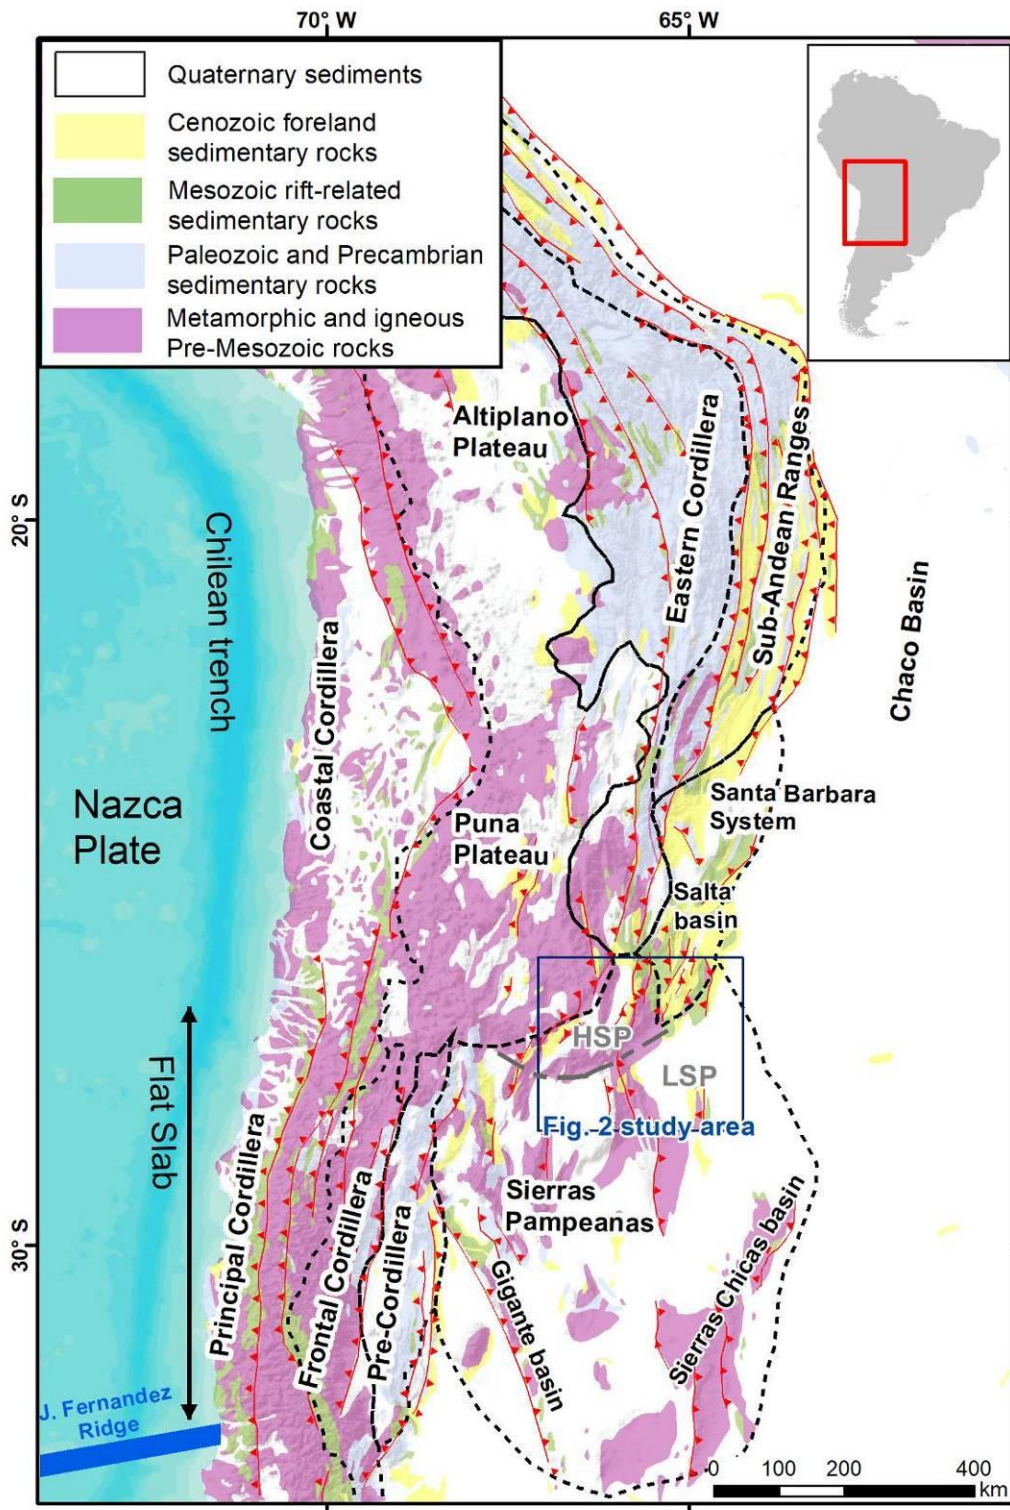 70° W
65° W
Quaternary sediments
Cenozoic foreland
sedimentary rocks
Mesozoic rift-related
sedimentary rocks
Paleozoic and Precambrian
sedimentary rocks
Metamorphic and igneous
Pre-Mesozoic rocks
Altiplano
Plateau
Eastern Cordillera
Sub-Andean Ranges
20° S
Chilean trench
Coastal Cordillera
Chaco Basin
Nazca
Plate
Puna
Plateau
Santa Barbara
System
Salta
basin
HSP
LSP
Fig. 2 study area
Flat Slab
Principal Cordillera
Frontal Cordillera
Pre-Cordillera
Sierras
Pampeanas
Gigante basin
Sierras Chicas basin
30° S
J. Fernandez
Ridge
0 100 200 400
km